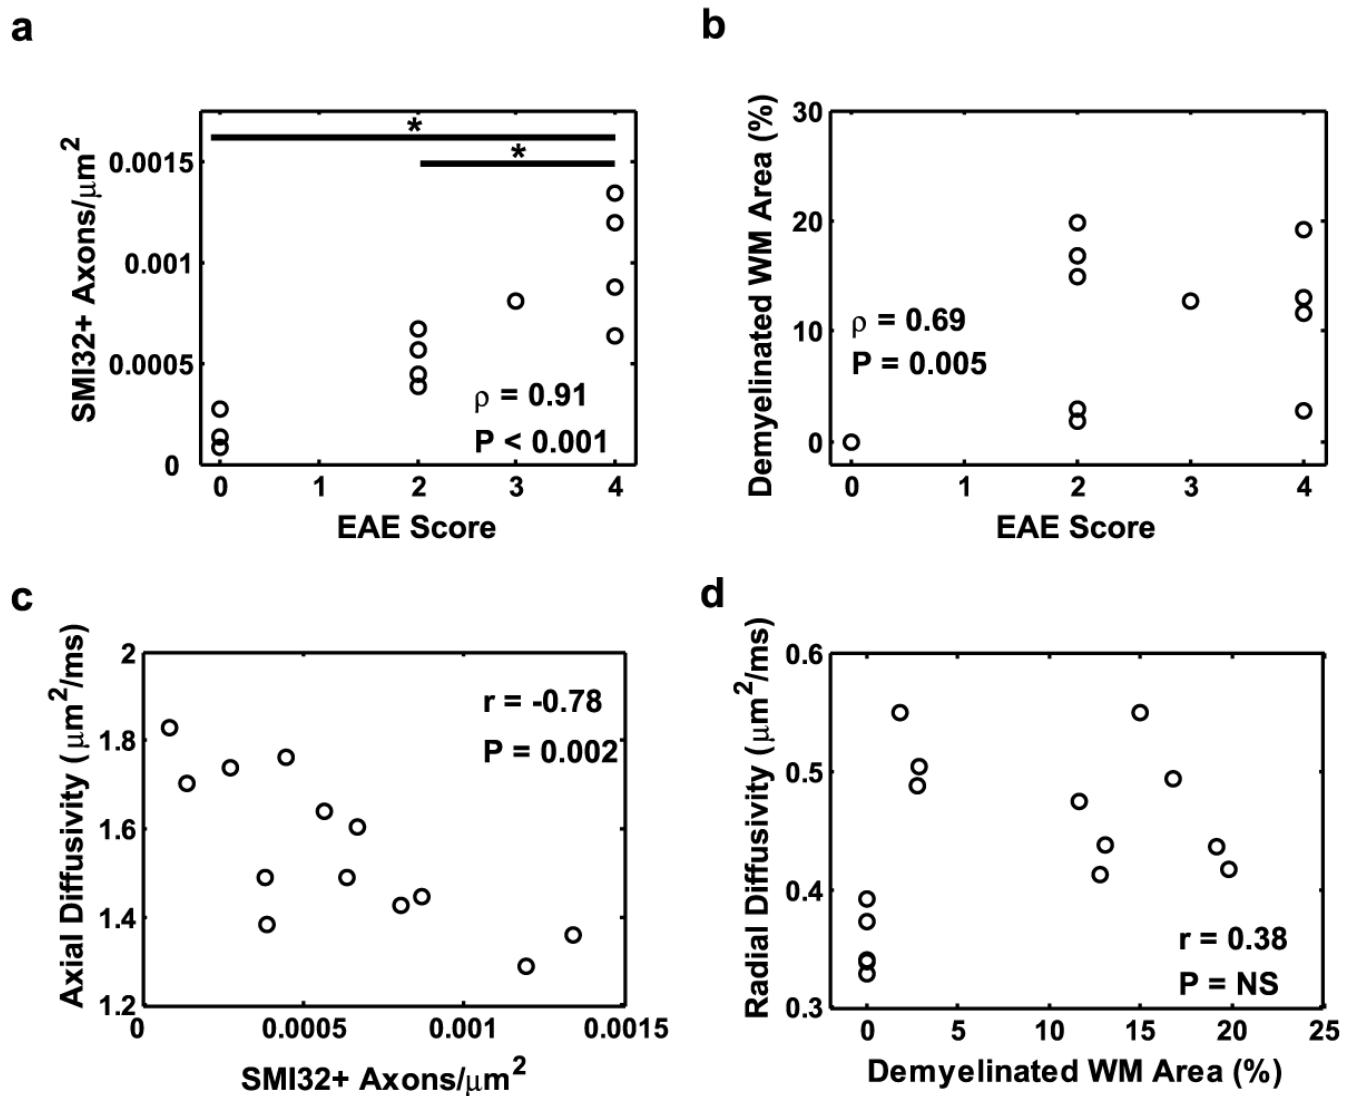 a
SMI32+ Axons/μm²
0.0015
0.001
0.0005
0
*
*
ρ = 0.91
P < 0.001
0 1 2 3 4
EAE Score
b
Demyelinated WM Area (%)
30
20
10
0
ρ = 0.69
P = 0.005
0 1 2 3 4
EAE Score
c
Axial Diffusivity (μm²/ms)
2
1.8
1.6
1.4
1.2
r = -0.78
P = 0.002
0 0.0005 0.001 0.0015
SMI32+ Axons/μm²
d
Radial Diffusivity (μm²/ms)
0.6
0.5
0.4
0.3
r = 0.38
P = NS
0 5 10 15 20 25
Demyelinated WM Area (%)